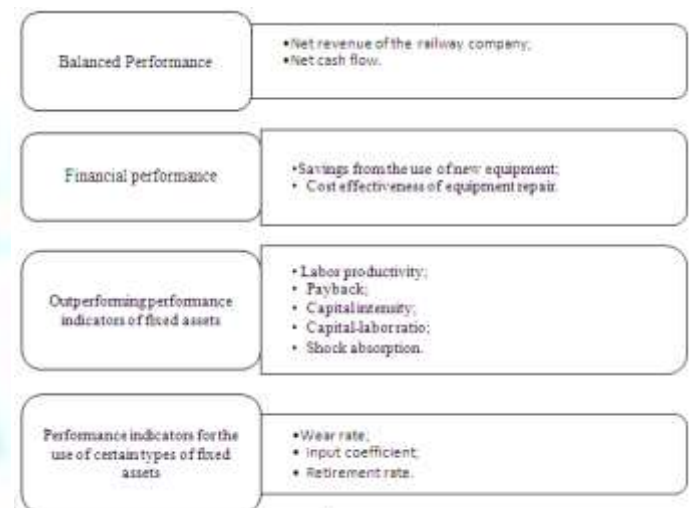 Balanced Performance
•Net revenue of the railway company;
•Net cash flow.
Financial performance
•Savings from the use of new equipment;
• Cost effectiveness of equipment repair.
Outperforming performance
indicators of fixed assets
• Labor productivity;
• Payback;
• Capital intensity;
• Capital-labor ratio;
• Shock absorption.
Performance indicators for the
use of certain types of fixed
assets
•Wear rate;
• Input coefficient;
• Retirement rate.